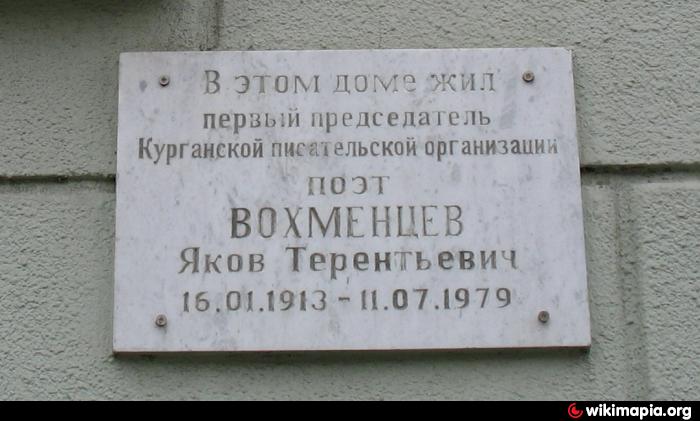 В этом доме жил
первый председатель
Курганской писательской организации
поэт
ВОХМЕНЦЕВ
Яков Терентьевич
16.01.1913 - 11.07.1979
wikimapia.org